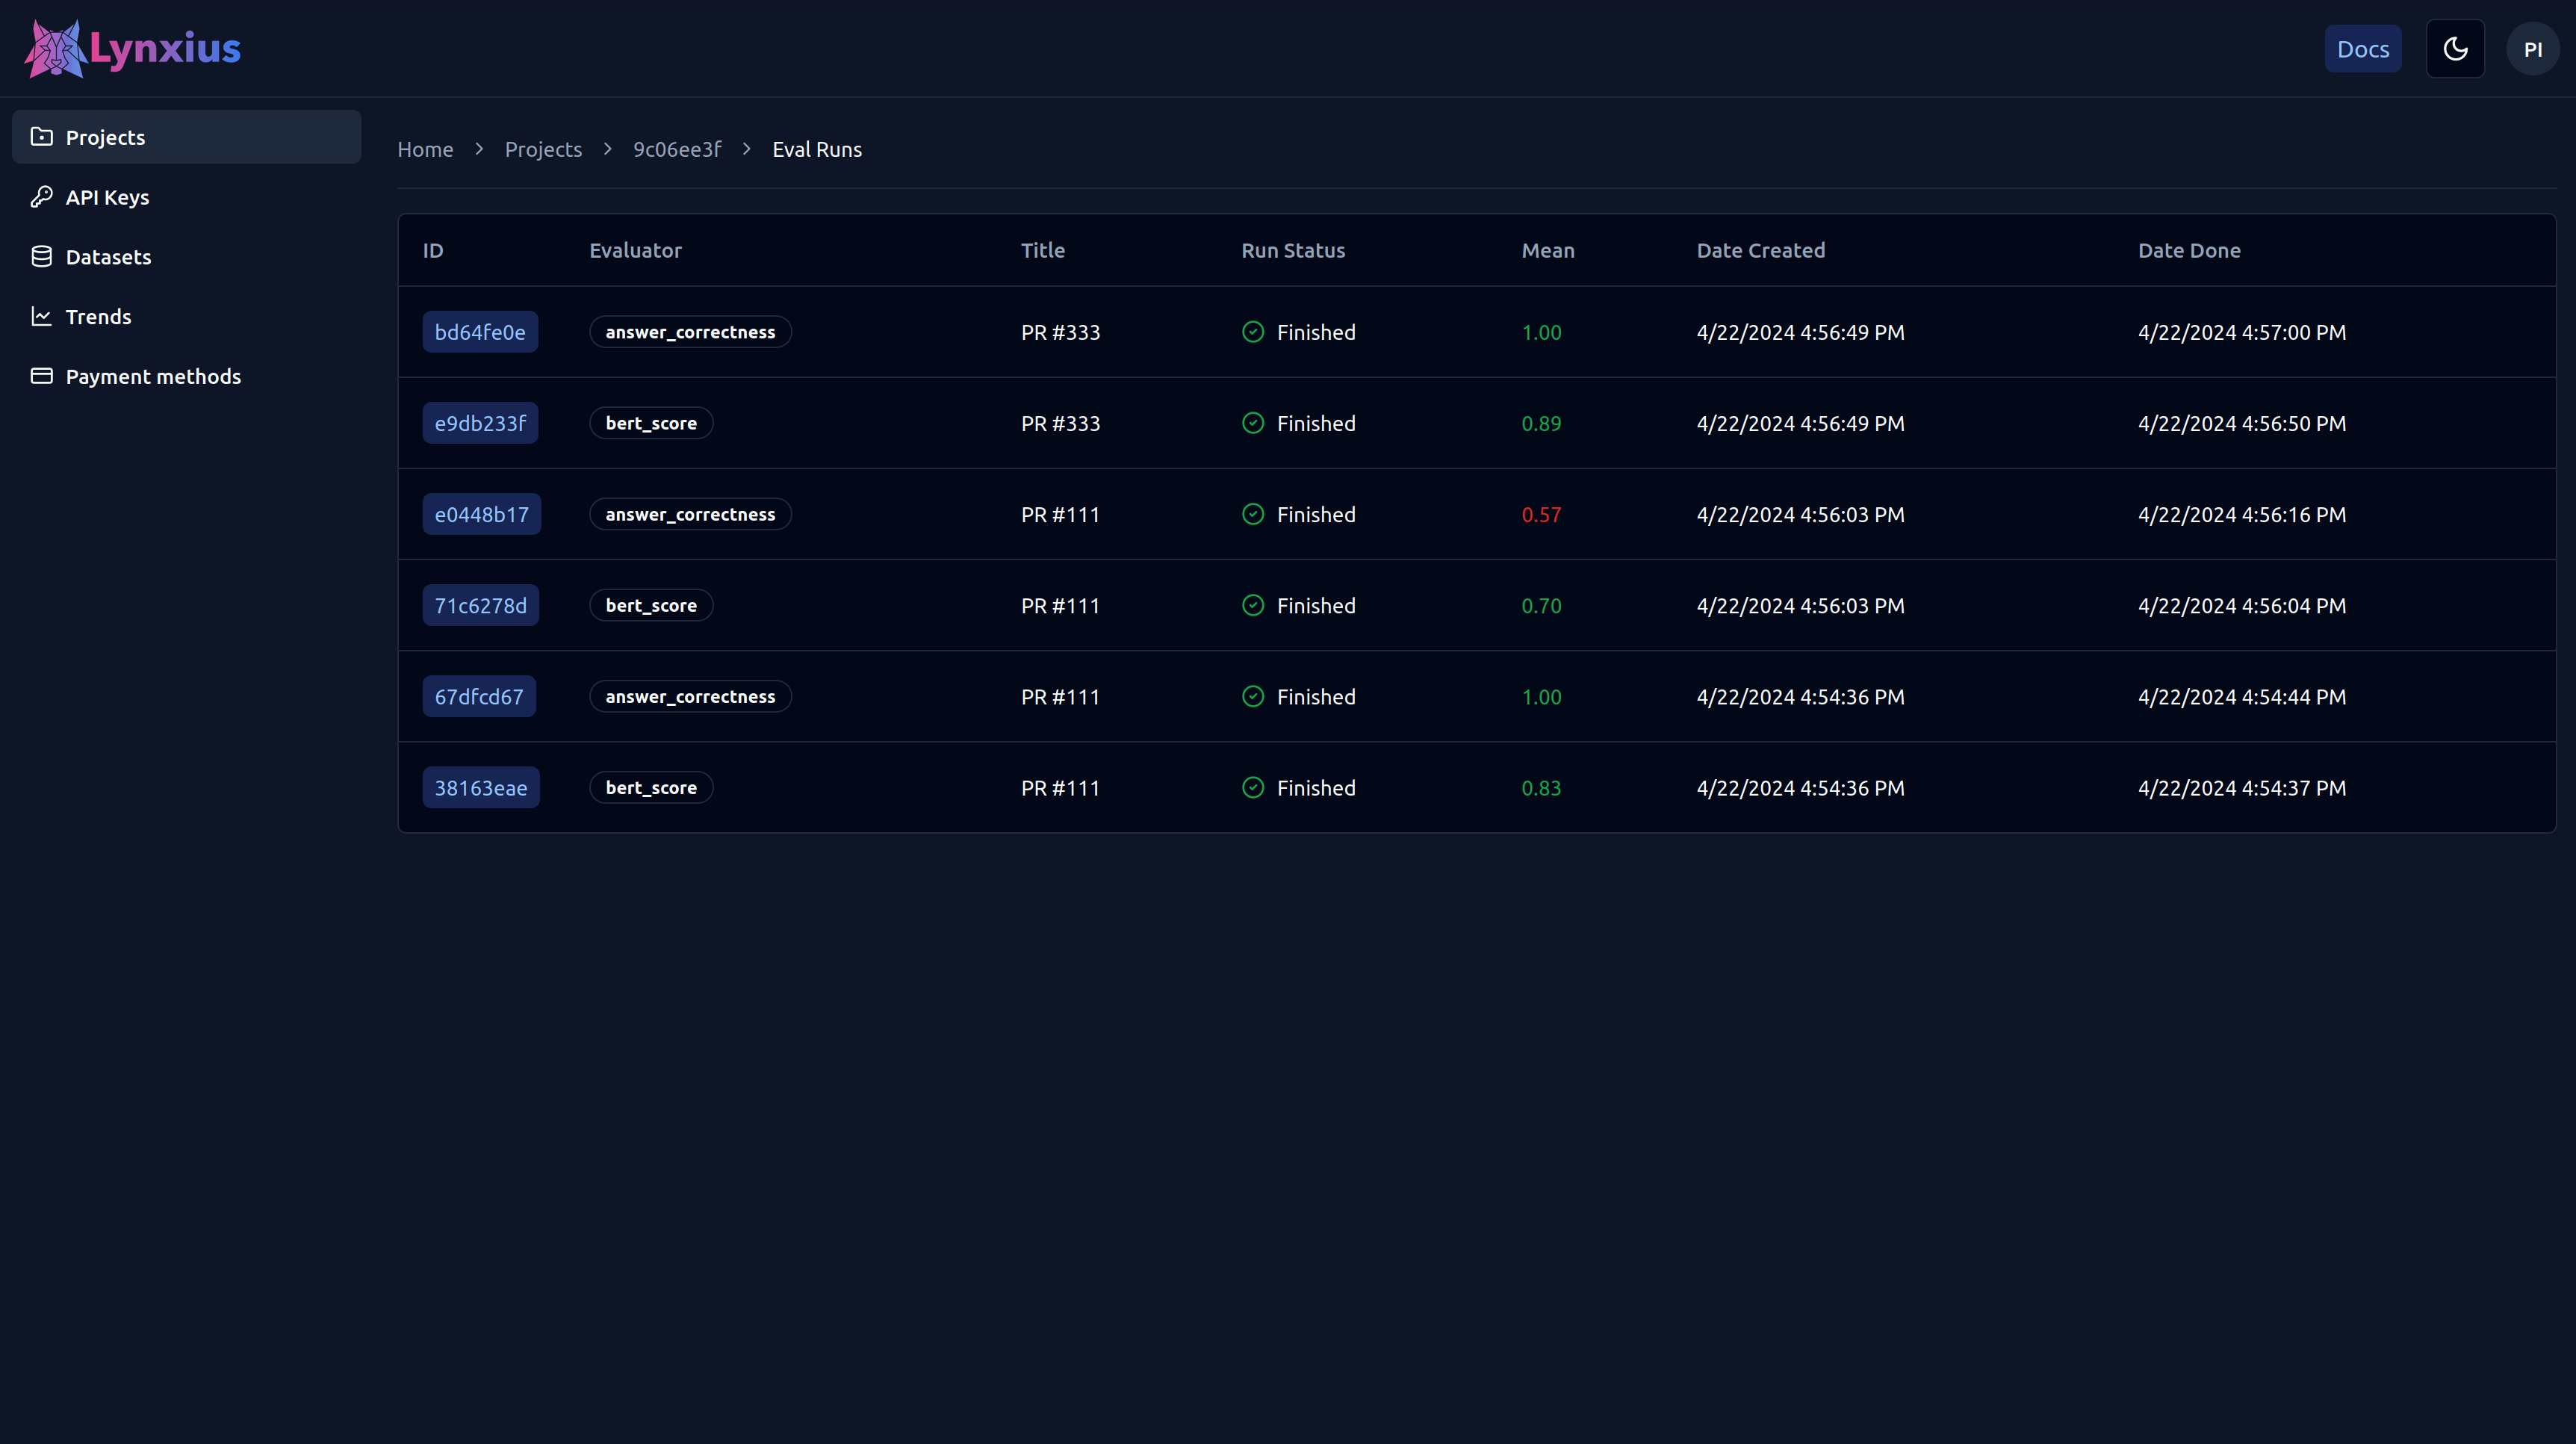 Lynxius
Docs
PI
Projects
API Keys
Datasets
Trends
Payment methods
Home > Projects > 9c06ee3f > Eval Runs
ID Evaluator Title Run Status Mean Date Created Date Done
bd64fe0e answer_correctness PR #333 Finished 1.00 4/22/2024 4:56:49 PM 4/22/2024 4:57:00 PM
e9db233f bert_score PR #333 Finished 0.89 4/22/2024 4:56:49 PM 4/22/2024 4:56:50 PM
e0448b17 answer_correctness PR #111 Finished 0.57 4/22/2024 4:56:03 PM 4/22/2024 4:56:16 PM
71c6278d bert_score PR #111 Finished 0.70 4/22/2024 4:56:03 PM 4/22/2024 4:56:04 PM
67dfcd67 answer_correctness PR #111 Finished 1.00 4/22/2024 4:54:36 PM 4/22/2024 4:54:44 PM
38163eae bert_score PR #111 Finished 0.83 4/22/2024 4:54:36 PM 4/22/2024 4:54:37 PM